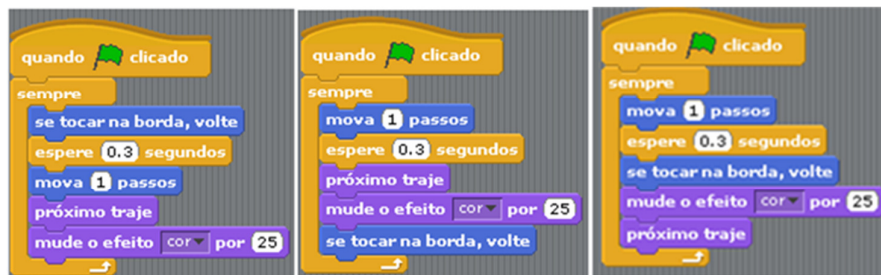 quando clicado
sempre
se tocar na borda, volte
espere 0.3 segundos
mova 1 passos
próximo traje
mude o efeito cor por 25
quando clicado
sempre
mova 1 passos
espere 0.3 segundos
próximo traje
mude o efeito cor por 25
se tocar na borda, volte
quando clicado
sempre
mova 1 passos
espere 0.3 segundos
se tocar na borda, volte
mude o efeito cor por 25
próximo traje